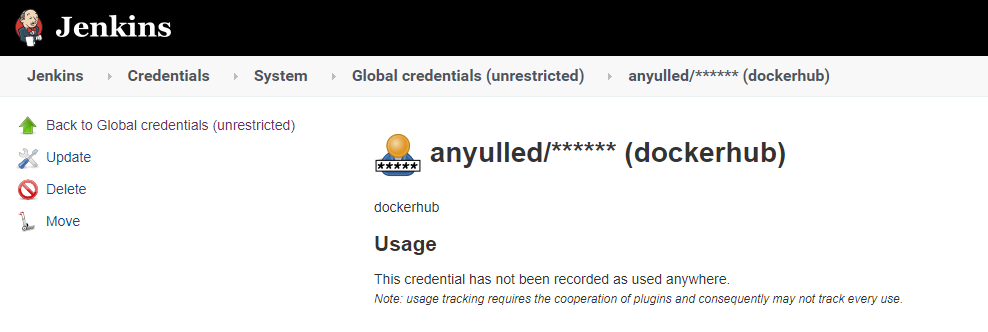 Jenkins
Jenkins Credentials System Global credentials (unrestricted) anyulled/****** (dockerhub)
Back to Global credentials (unrestricted)
Update
Delete
Move
***** anyulled/****** (dockerhub)
dockerhub
Usage
This credential has not been recorded as used anywhere.
Note: usage tracking requires the cooperation of plugins and consequently may not track every use.